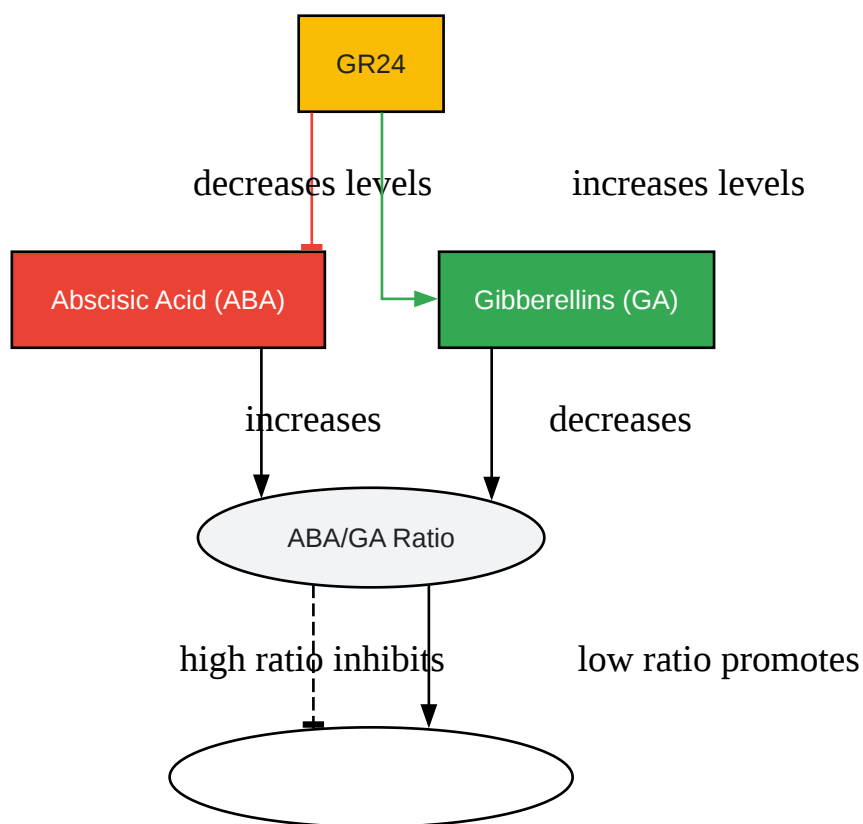 GR24
decreases levels
increases levels
Abscisic Acid (ABA)
Gibberellins (GA)
increases
decreases
ABA/GA Ratio
high ratio inhibits
low ratio promotes